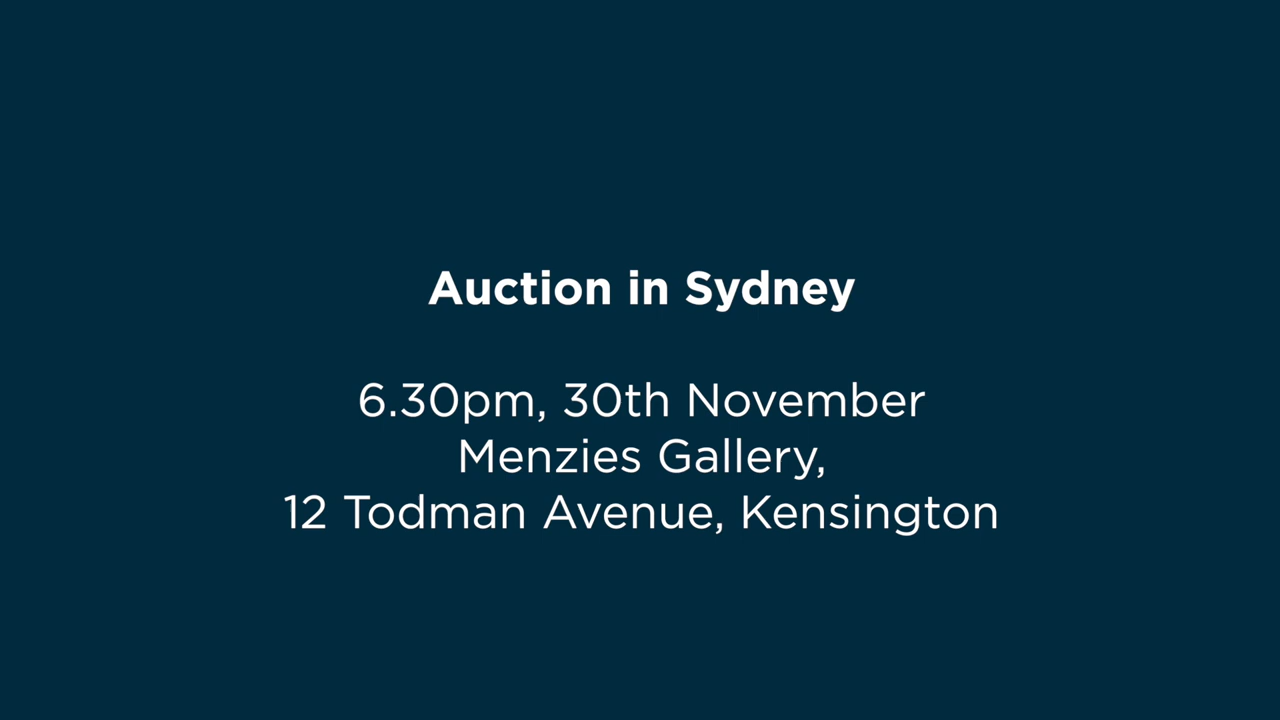 Auction in Sydney
6.30pm, 30th November
Menzies Gallery,
12 Todman Avenue, Kensington